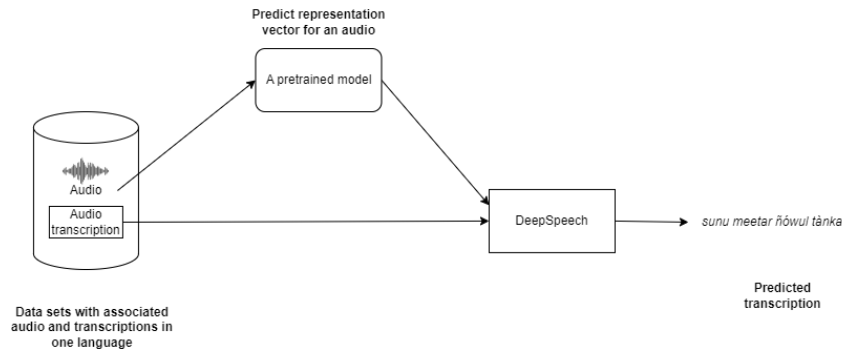 Predict representation
vector for an audio
A pretrained model
Audio
Audio
transcription
DeepSpeech
sunu meetar ñówul tànka
Predicted
transcription
Data sets with associated
audio and transcriptions in
one language